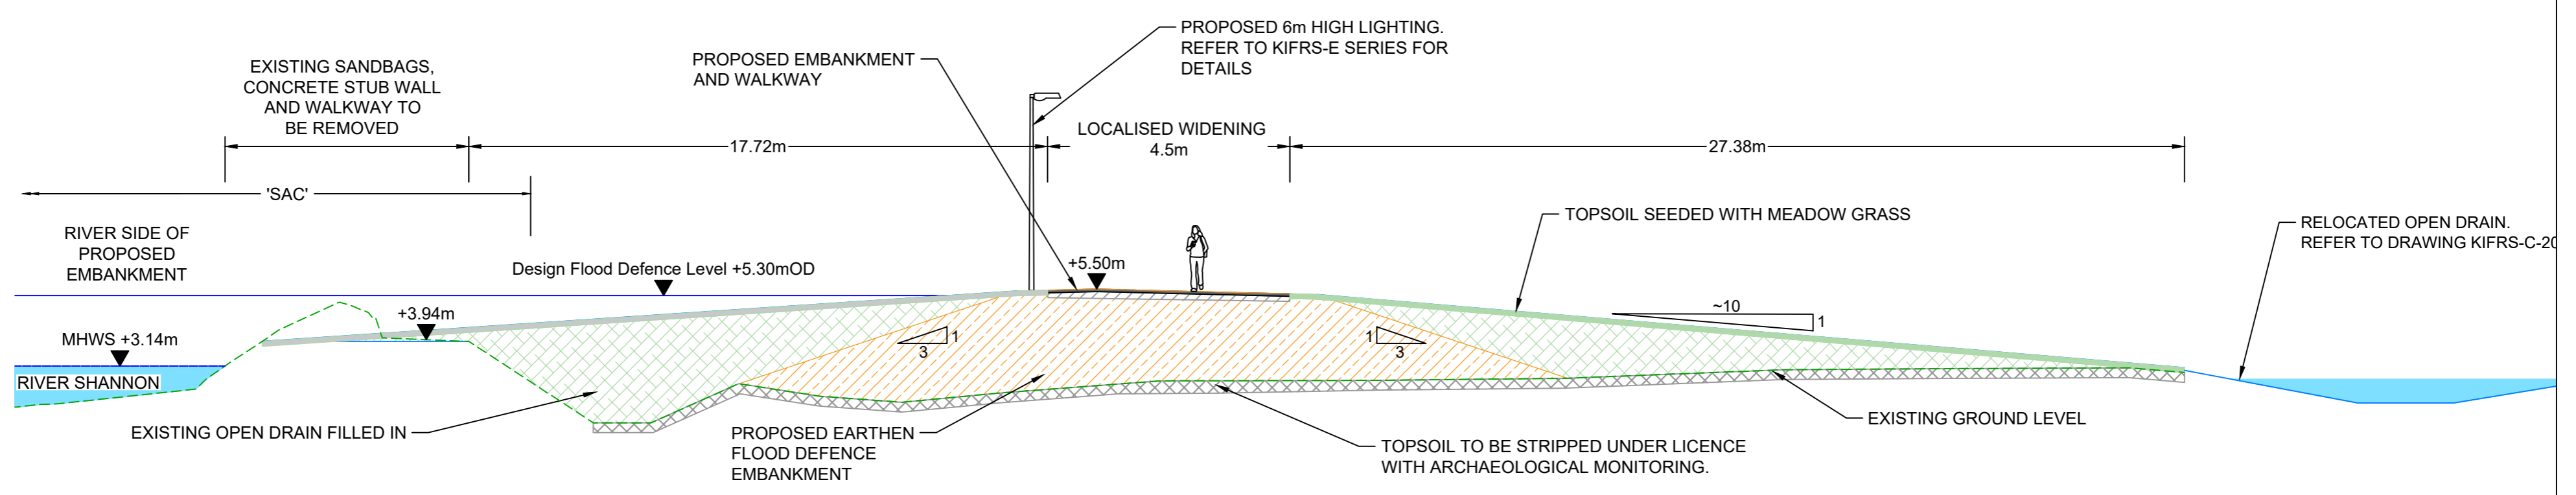 PROPOSED 6m HIGH LIGHTING.
REFER TO KIFRS-E SERIES FOR
DETAILS
PROPOSED EMBANKMENT
AND WALKWAY
EXISTING SANDBAGS,
CONCRETE STUB WALL
AND WALKWAY TO
BE REMOVED
LOCALISED WIDENING
4.5m
17.72m
27.38m
'SAC'
TOPSOIL SEEDED WITH MEADOW GRASS
RELOCATED OPEN DRAIN.
REFER TO DRAWING KIFRS-C-20
RIVER SIDE OF
PROPOSED
EMBANKMENT
Design Flood Defence Level +5.30mOD
+5.50m
~10
1
+3.94m
MHWS +3.14m
1
3
1
3
RIVER SHANNON
EXISTING OPEN DRAIN FILLED IN
PROPOSED EARTHEN
FLOOD DEFENCE
EMBANKMENT
TOPSOIL TO BE STRIPPED UNDER LICENCE
WITH ARCHAEOLOGICAL MONITORING.
EXISTING GROUND LEVEL